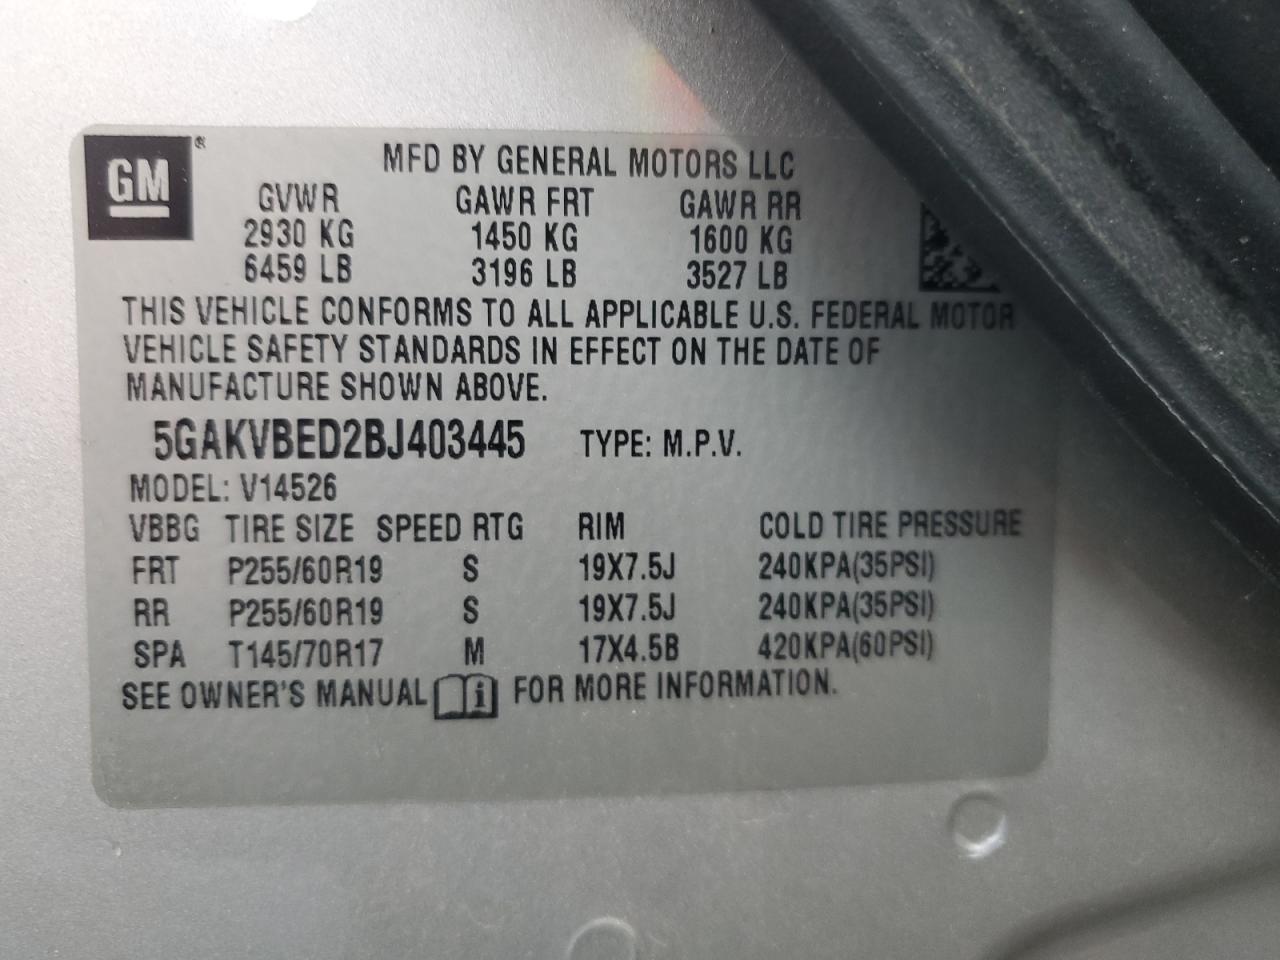 GM® MFD BY GENERAL MOTORS LLC
GVWR GAWR FRT GAWR RR
2930 KG 1450 KG 1600 KG
6459 LB 3196 LB 3527 LB
THIS VEHICLE CONFORMS TO ALL APPLICABLE U.S. FEDERAL MOTOR
VEHICLE SAFETY STANDARDS IN EFFECT ON THE DATE OF
MANUFACTURE SHOWN ABOVE.
5GAKVBED2BJ403445 TYPE: M.P.V.
MODEL: V14526
VBBG TIRE SIZE SPEED RTG RIM COLD TIRE PRESSURE
FRT P255/60R19 S 19X7.5J 240KPA(35PSI)
RR P255/60R19 S 19X7.5J 240KPA(35PSI)
SPA T145/70R17 M 17X4.5B 420KPA(60PSI)
SEE OWNER'S MANUAL i FOR MORE INFORMATION.